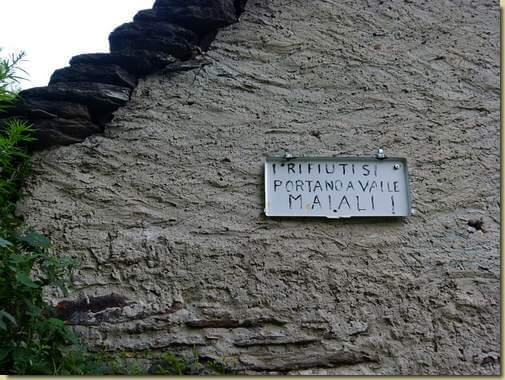 I RIFIUTI SI
PORTANO A VALLE
MAIALI !